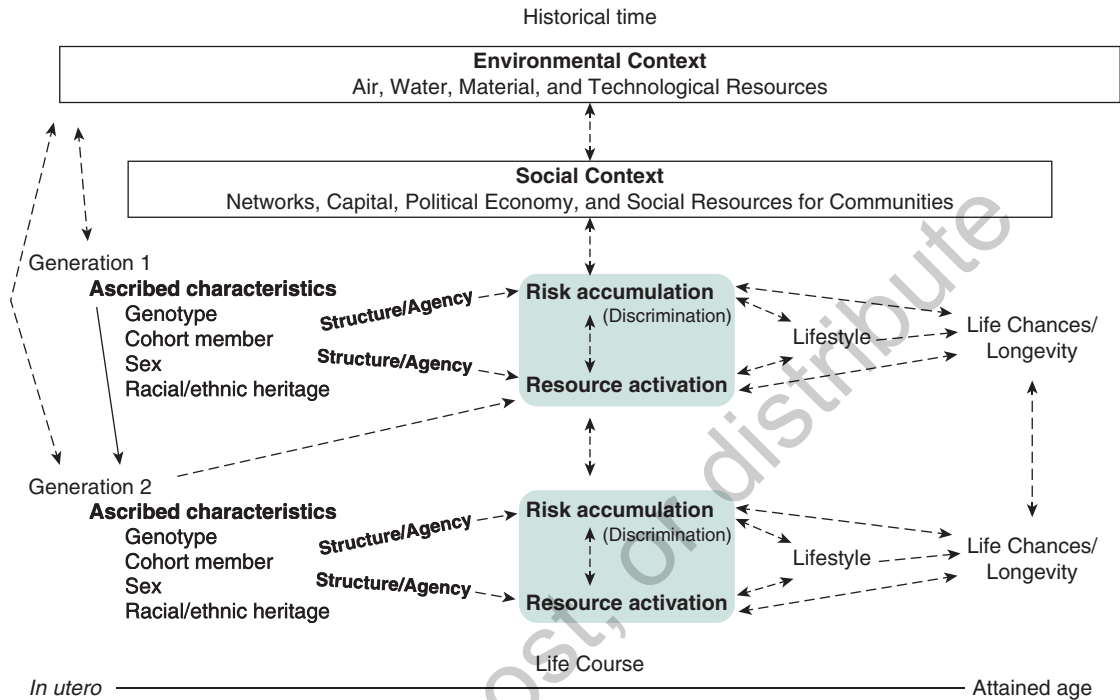 Historical time
Environmental Context
Air, Water, Material, and Technological Resources
Social Context
Networks, Capital, Political Economy, and Social Resources for Communities
Generation 1
Ascribed characteristics
Genotype
Cohort member
Sex
Racial/ethnic heritage
Structure/Agency
Structure/Agency
Risk accumulation
(Discrimination)
Resource activation
Lifestyle
Life Chances/
Longevity
Generation 2
Ascribed characteristics
Genotype
Cohort member
Sex
Racial/ethnic heritage
Structure/Agency
Structure/Agency
Risk accumulation
(Discrimination)
Resource activation
Lifestyle
Life Chances/
Longevity
Life Course
In utero
Attained age
ost, or distribute